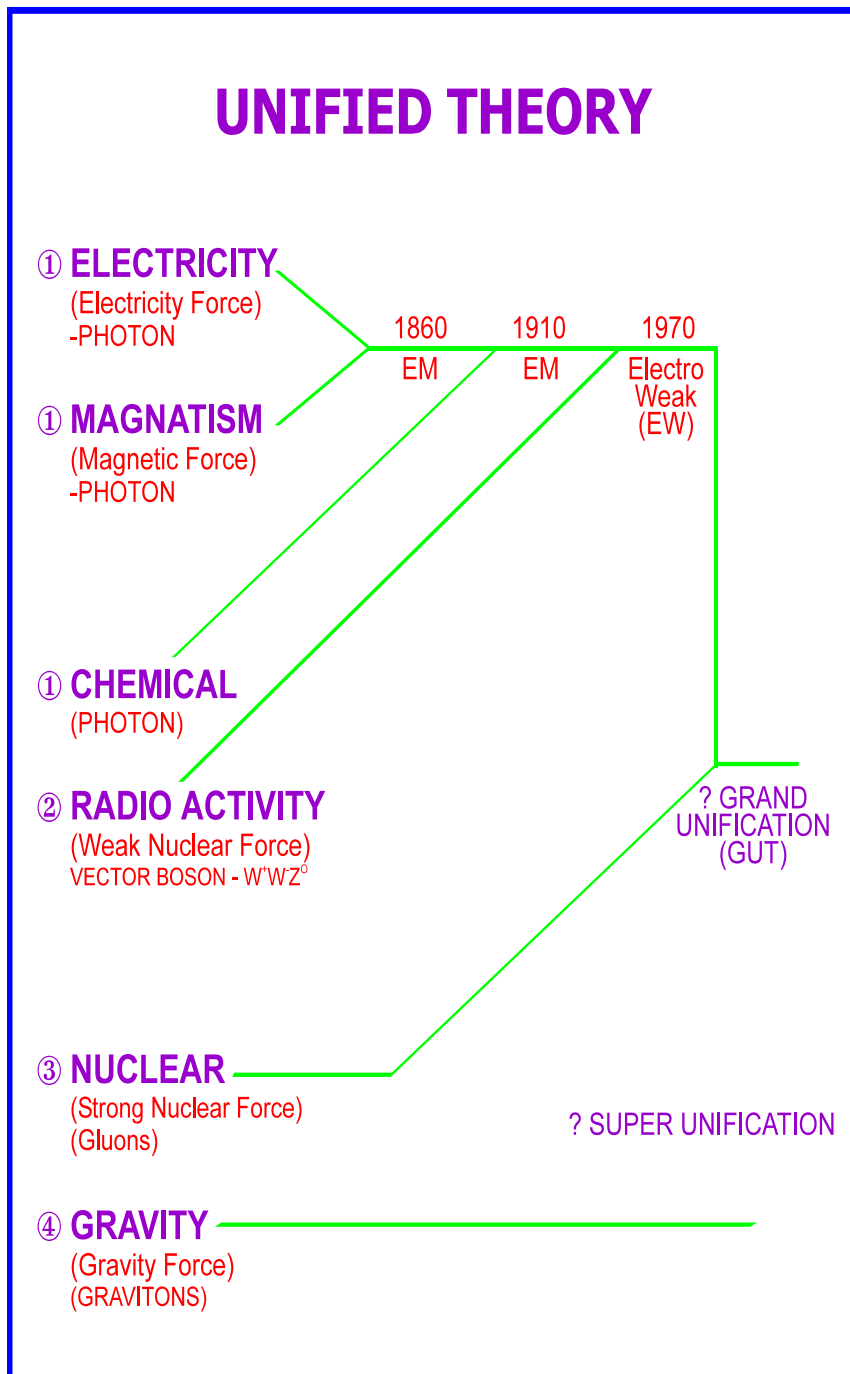 UNIFIED THEORY
① ELECTRICITY
(Electricity Force)
-PHOTON
1860
EM
1910
EM
1970
Electro
Weak
(EW)
① MAGNATISM
(Magnetic Force)
-PHOTON
① CHEMICAL
(PHOTON)
② RADIO ACTIVITY
(Weak Nuclear Force)
VECTOR BOSON - W⁺W⁻Z⁰
? GRAND
UNIFICATION
(GUT)
③ NUCLEAR
(Strong Nuclear Force)
(Gluons)
? SUPER UNIFICATION
④ GRAVITY
(Gravity Force)
(GRAVITONS)